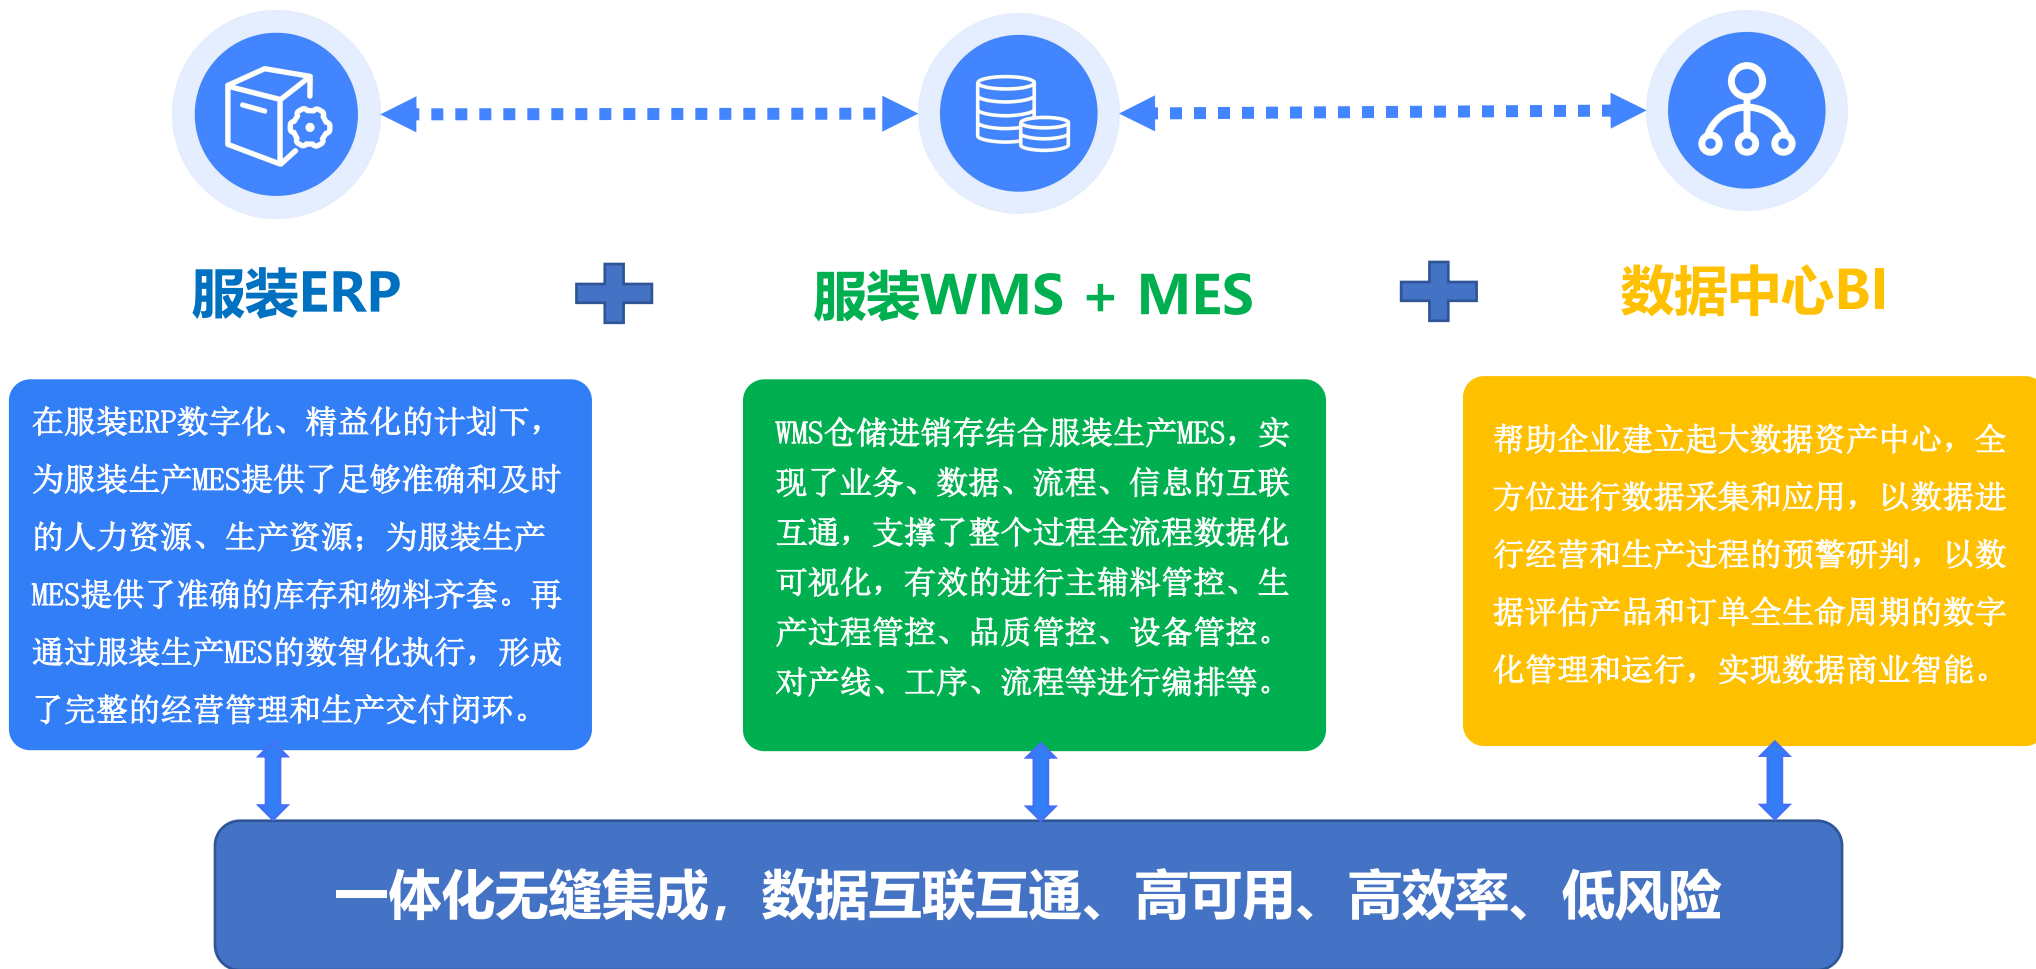 服装ERP
服装WMS + MES
数据中心BI
在服装ERP数字化、精益化的计划下，
为服装生产MES提供了足够准确和及时
的人力资源、生产资源；为服装生产
MES提供了准确的库存和物料齐套。再
通过服装生产MES的数智化执行，形成
了完整的经营管理和生产交付闭环。
WMS仓储进销存结合服装生产MES，实
现了业务、数据、流程、信息的互联
互通，支撑了整个过程全流程数据化
可视化，有效的进行主辅料管控、生
产过程管控、品质管控、设备管控。
对产线、工序、流程等进行编排等。
帮助企业建立起大数据资产中心，全
方位进行数据采集和应用，以数据进
行经营和生产过程的预警研判，以数
据评估产品和订单全生命周期的数字
化管理和运行，实现数据商业智能。
一体化无缝集成，数据互联互通、高可用、高效率、低风险